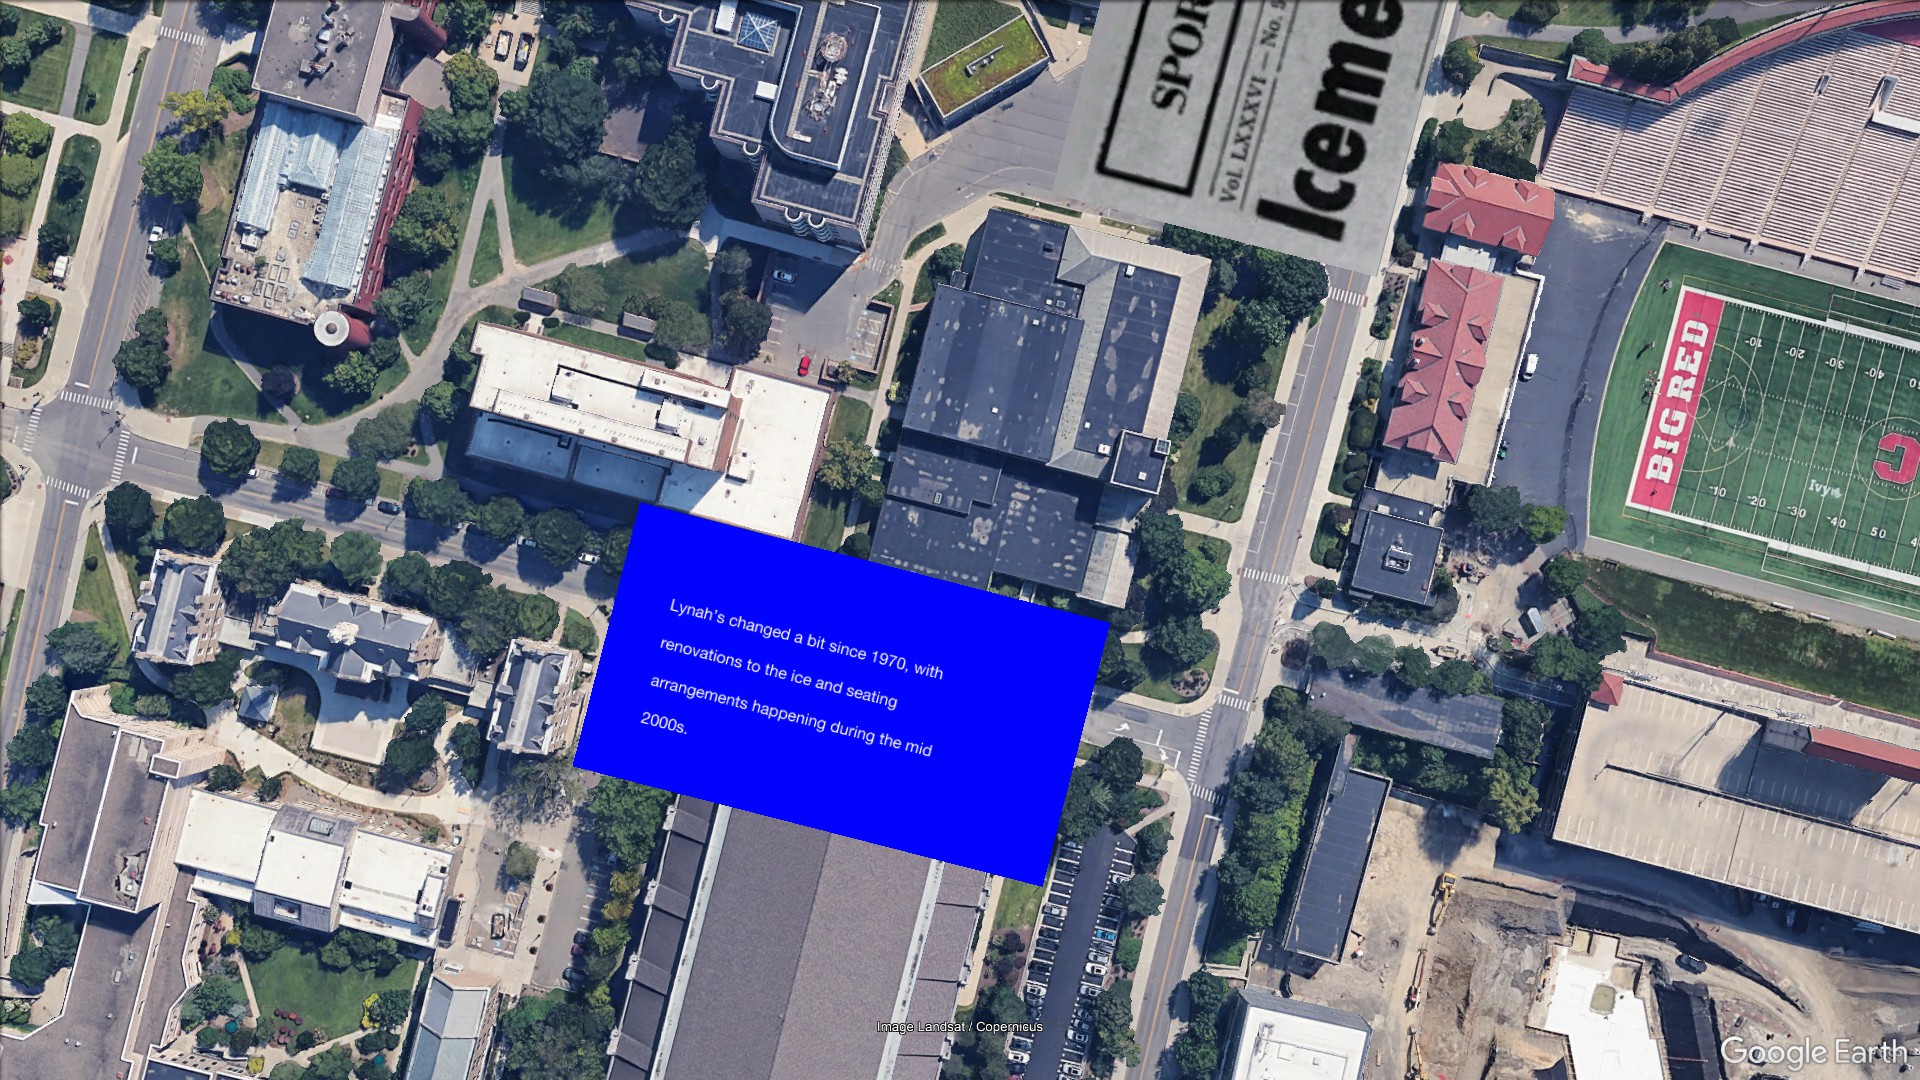 SPOR
Vol. LXXXVI — No.
Iceme
BIG RED
-10 -20 -30 -40
C
Ivy
-10 -20 -30 -40 50
Lynah's changed a bit since 1970, with
renovations to the ice and seating
arrangements happening during the mid
2000s.
Image Landsat / Copernicus
Google Earth